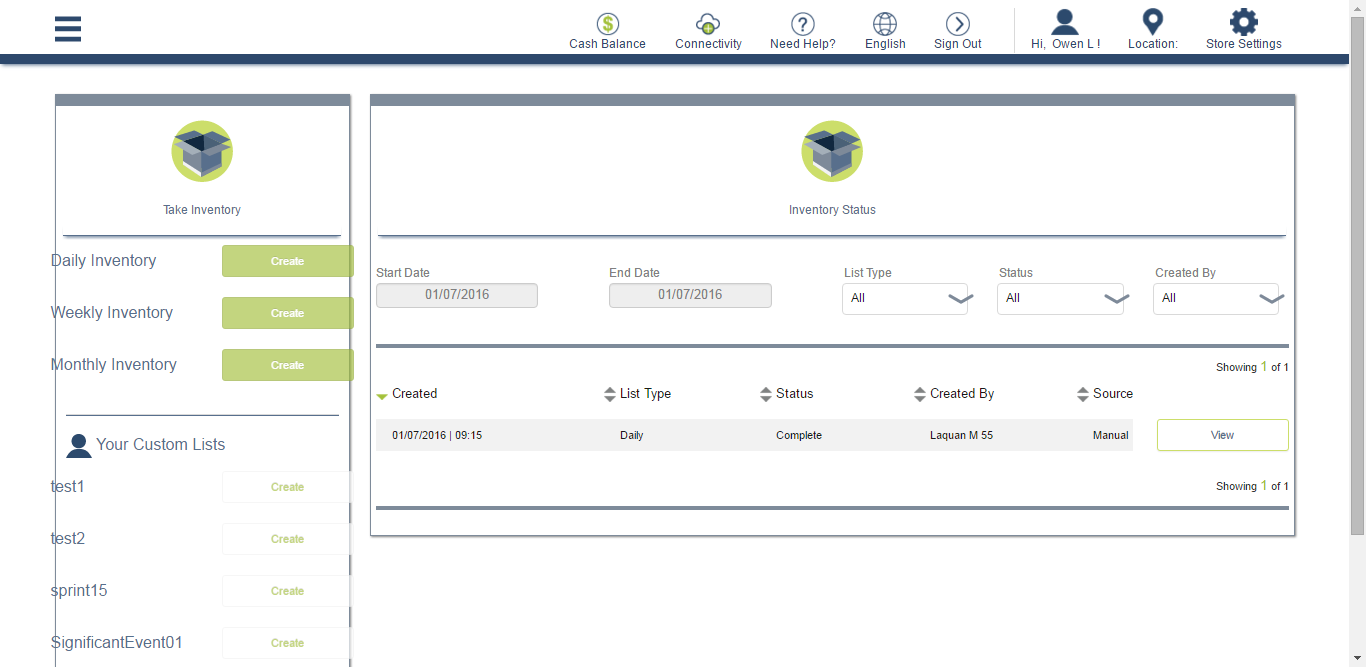 $
?
Cash Balance Connectivity Need Help? English Sign Out Hi, Owen L ! Location: Store Settings
Take Inventory
Daily Inventory Create
Weekly Inventory Create
Monthly Inventory Create
Your Custom Lists
test1 Create
test2 Create
sprint15 Create
SignificantEvent01 Create
Inventory Status
Start Date End Date List Type Status Created By
01/07/2016 01/07/2016 All All All
Showing 1 of 1
Created List Type Status Created By Source
01/07/2016 | 09:15 Daily Complete Laquan M 55 Manual View
Showing 1 of 1